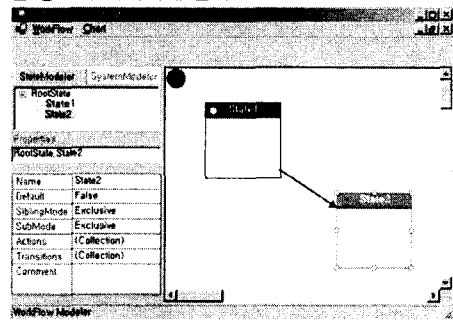 WorkFlow Chart
StateModeler SystemModeler
RootState
State1
State2
Properties
RootState.State2
Name State2
Default False
SiblingMode Exclusive
SubMode Exclusive
Actions (Collection)
Transitions (Collection)
Comment
State1
State2
WorkFlow Modeler